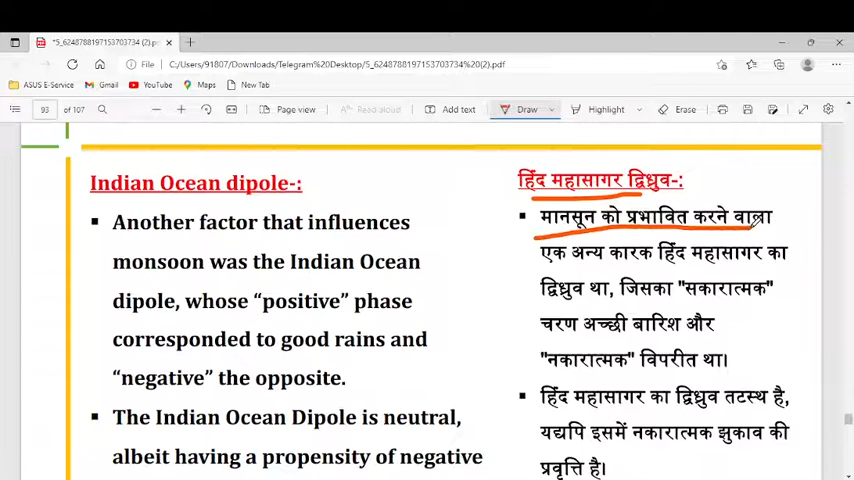 *5_6248788197153703734 (2).pdf
File
C:/Users/91807/Downloads/Telegram%20Desktop/5_6248788197153703734%20(2).pdf
ASUS E-Service
Gmail
YouTube
Maps
New Tab
93 of 107
Page view
Read aloud
Add text
Draw
Highlight
Erase
Indian Ocean dipole-:
▪ Another factor that influences
monsoon was the Indian Ocean
dipole, whose “positive” phase
corresponded to good rains and
“negative” the opposite.
▪ The Indian Ocean Dipole is neutral,
albeit having a propensity of negative
हिंद महासागर द्विध्रुव-:
▪ मानसून को प्रभावित करने वाला
एक अन्य कारक हिंद महासागर का
द्विध्रुव था, जिसका "सकारात्मक"
चरण अच्छी बारिश और
"नकारात्मक" विपरीत था।
▪ हिंद महासागर का द्विध्रुव तटस्थ है,
यद्यपि इसमें नकारात्मक झुकाव की
प्रवृत्ति है।